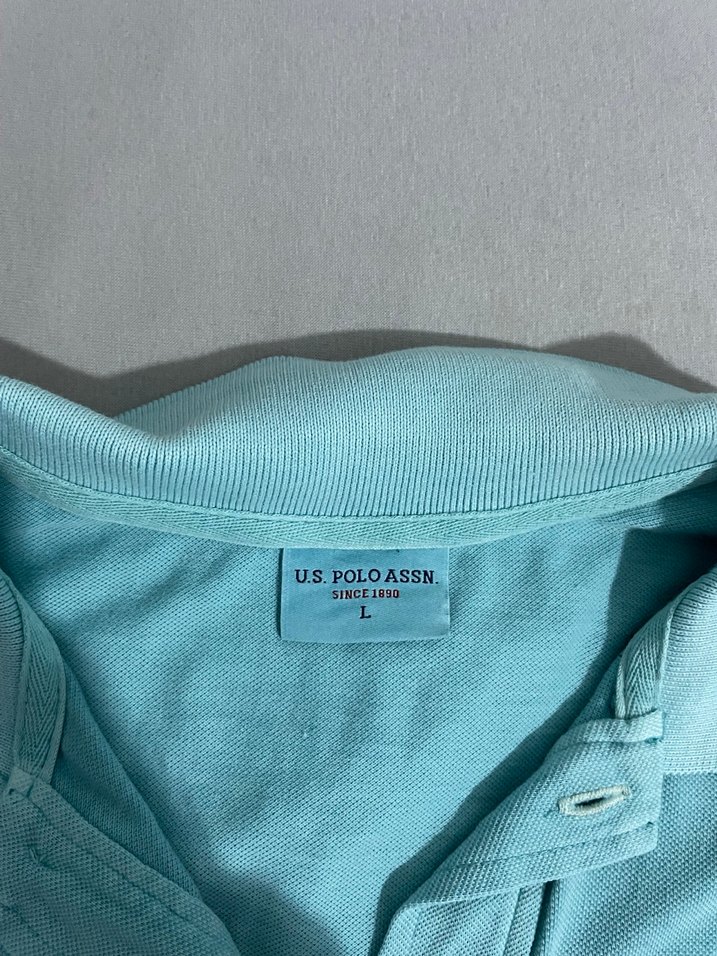 U.S. POLO ASSN.
SINCE 1890
L